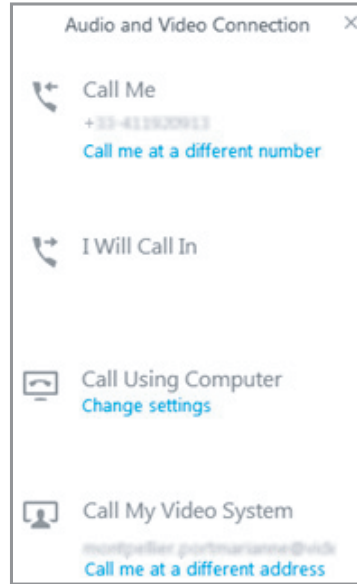 Audio and Video Connection
Call Me
Call me at a different number
I Will Call In
Call Using Computer
Change settings
Call My Video System
Call me at a different address